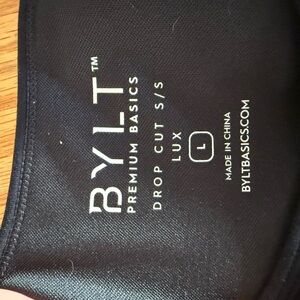 BYLT™
PREMIUM BASICS
DROP CUT S/S
LUX
L
MADE IN CHINA
BYLTBASICS.COM